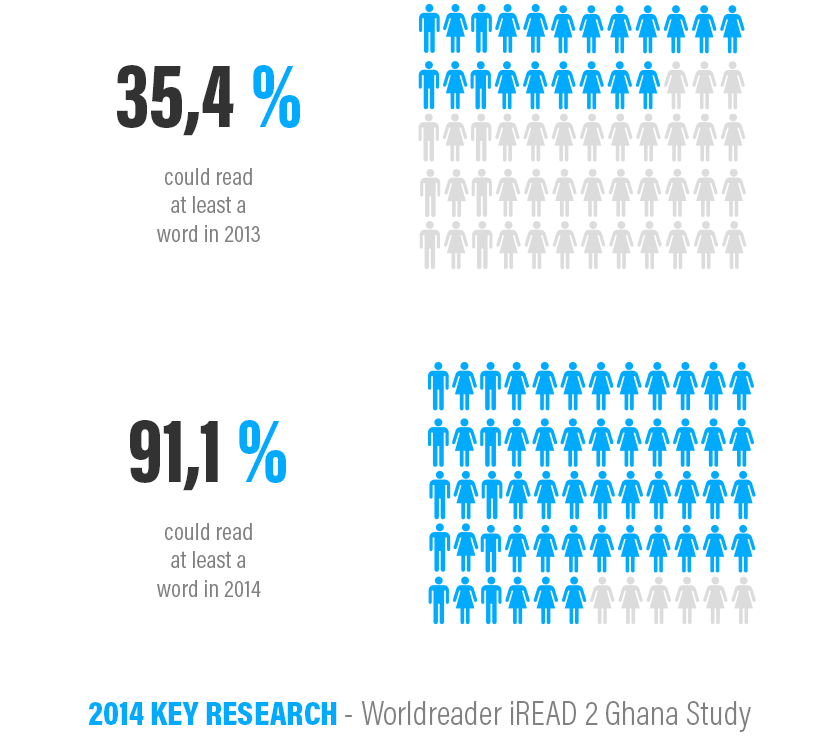 35,4 %
could read
at least a
word in 2013
91,1 %
could read
at least a
word in 2014
2014 KEY RESEARCH - Worldreader iREAD 2 Ghana Study